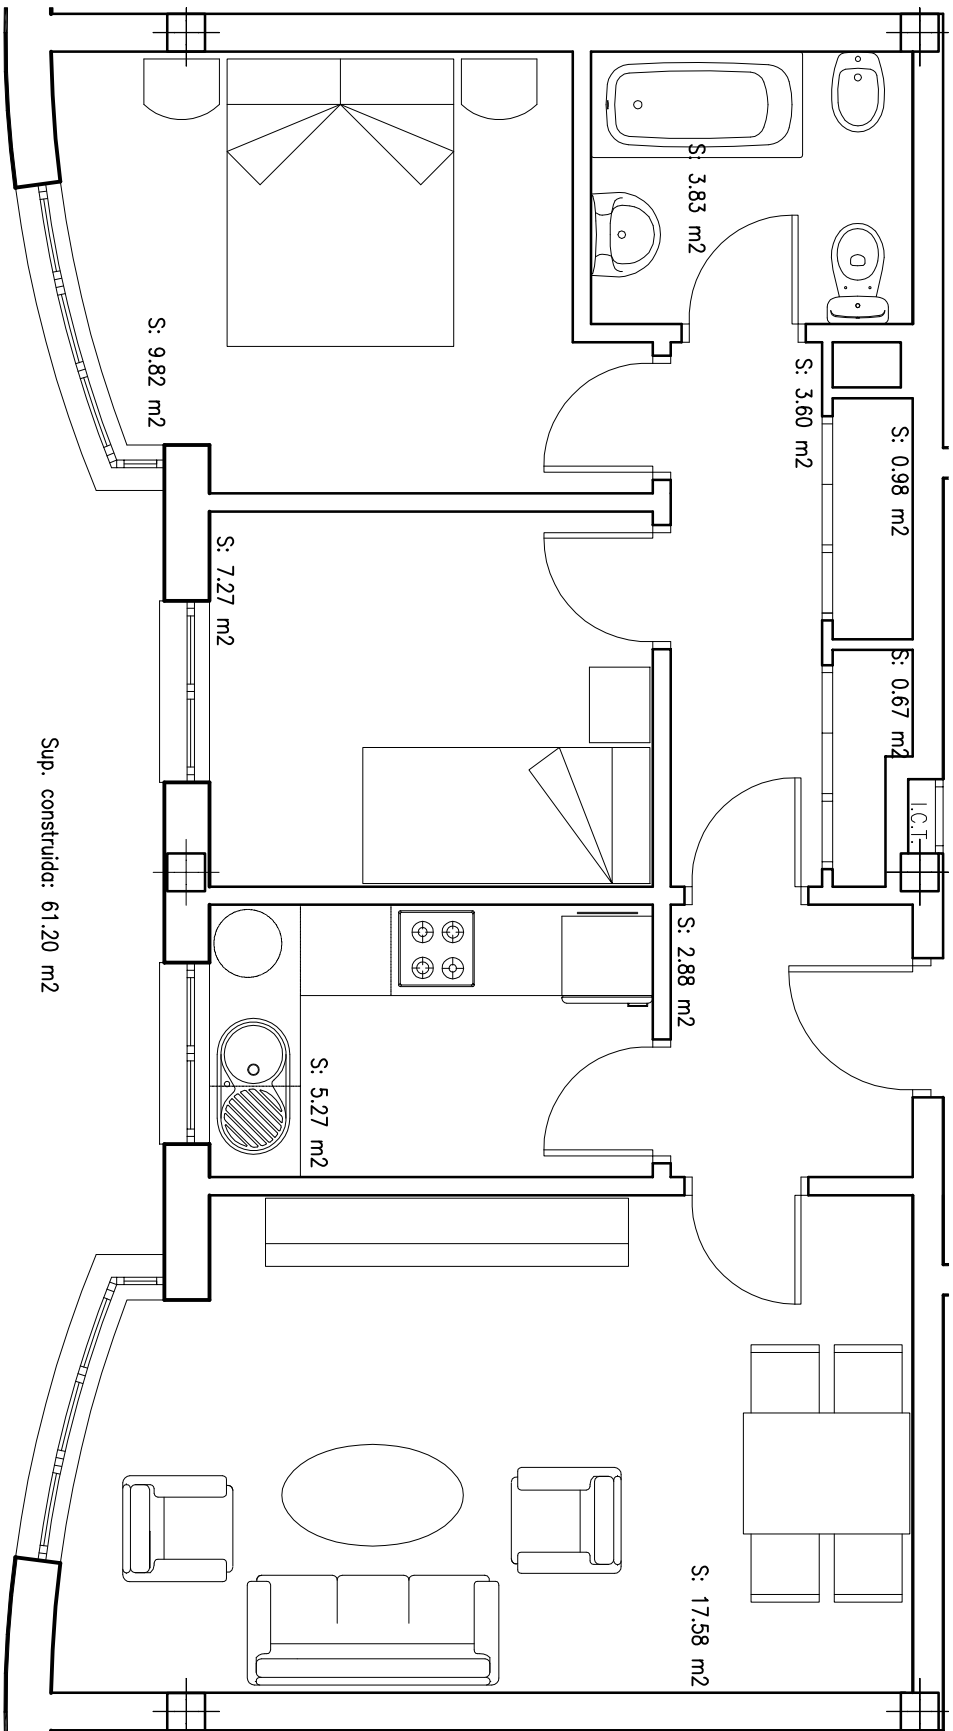 S: 3.83 m2
S: 9.82 m2
S: 3.60 m2
S: 0.98 m2
S: 7.27 m2
S: 0.67 m2
I.C.T.
Sup. construida: 61.20 m2
S: 2.88 m2
S: 5.27 m2
S: 17.58 m2